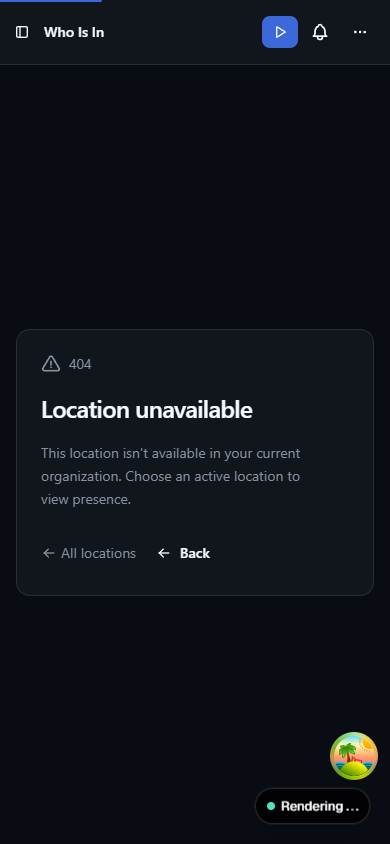 Who Is In
404
Location unavailable
This location isn't available in your current
organization. Choose an active location to
view presence.
← All locations ← Back
Rendering ...